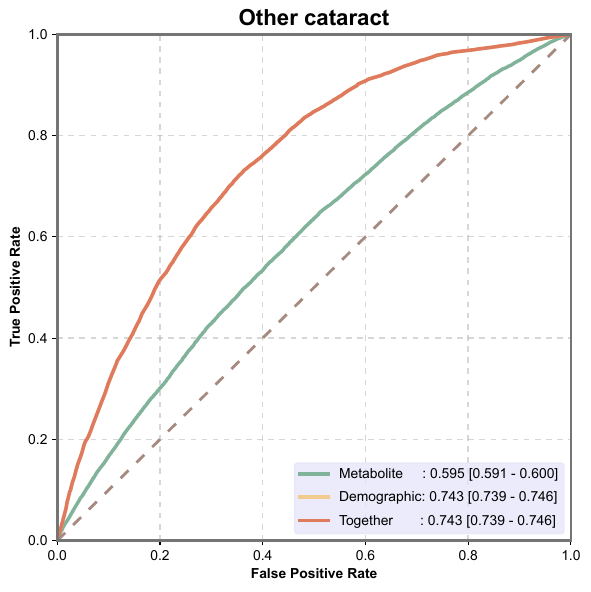 Other cataract
1.0
0.8
0.6
0.4
0.2
0.0
True Positive Rate
Metabolite : 0.595 [0.591 - 0.600]
Demographic: 0.743 [0.739 - 0.746]
Together : 0.743 [0.739 - 0.746]
0.0 0.2 0.4 0.6 0.8 1.0
False Positive Rate